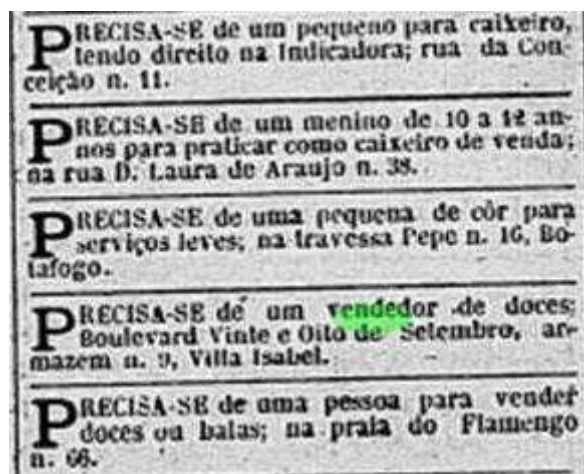 PRECISA-SE de um pequeno para caixeiro,
tendo direito na Indicadora; rua da Con-
ceição n. 11.
PRECISA-SE de um menino de 10 a 12 an-
nos para praticar como caixeiro de venda;
na rua D. Laura de Araujo n. 38.
PRECISA-SE de uma pequena de côr para
serviços leves; na travessa Pepe n. 16, Bo-
tafogo.
PRECISA-SE de um vendedor de doces;
Boulevard Vinte e Oito de Setembro, ar-
mazem n. 9, Villa Isabel.
PRECISA-SE de uma pessoa para vender
doces ou balas; na praia do Flamengo
n. 66.